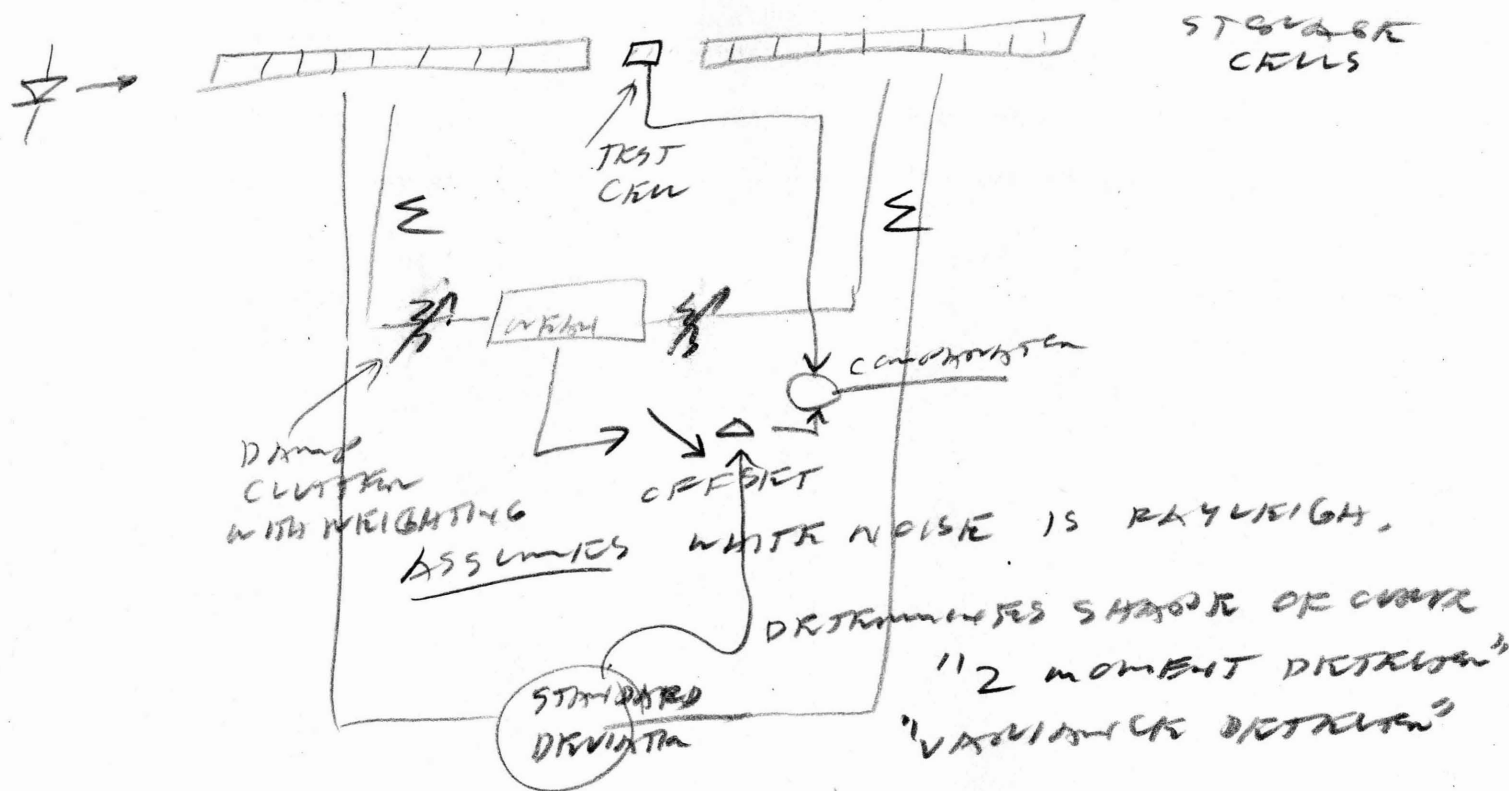 STORAGE
CELLS
TEST
CELL
Σ
Σ
MEAN
COMPARATOR
DAMP
CLUTTER
WITH WEIGHTING
OFFSET
ASSUMES WHITE NOISE IS RAYLEIGH.
DETERMINES SHAPE OF CURVE
"2 MOMENT DETECTOR"
"VARIANCE DETECTOR"
STANDARD
DEVIATION